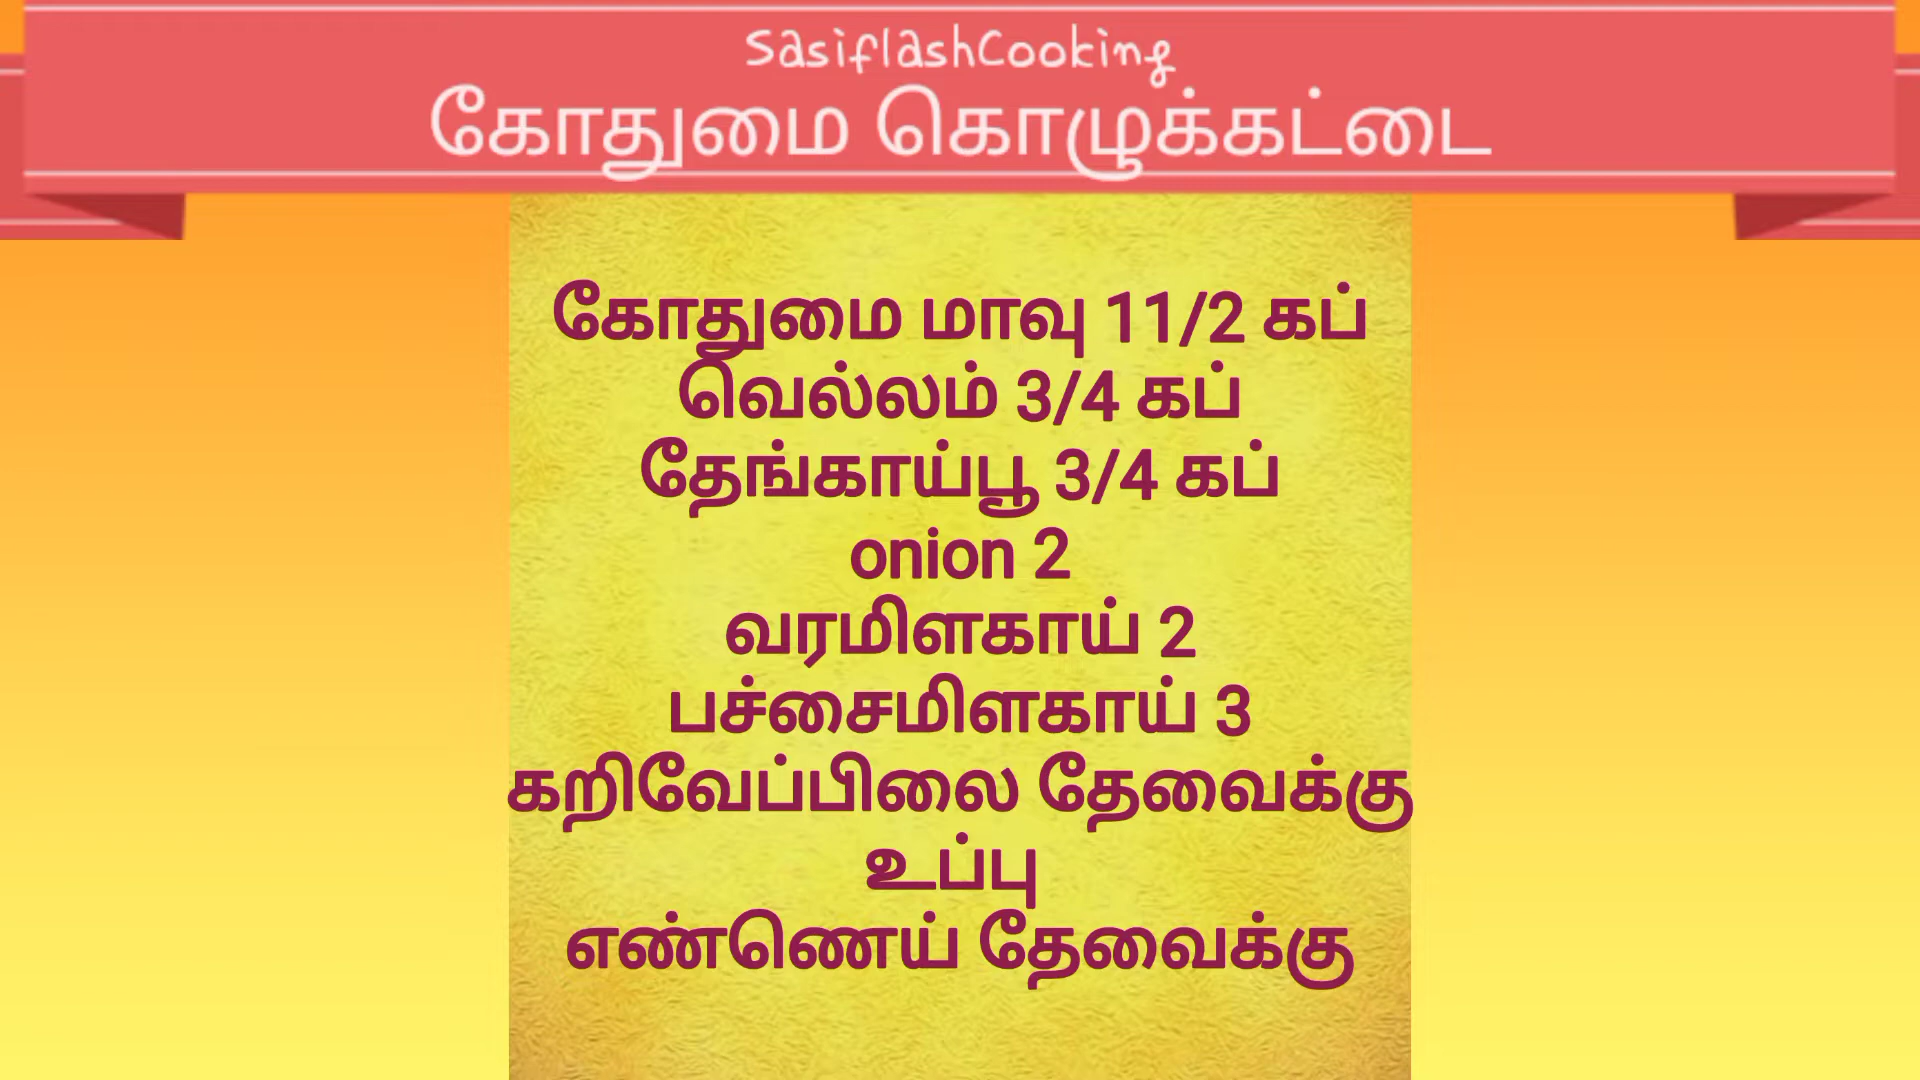 SasiflashCooking
கோதுமை கொழுக்கட்டை
கோதுமை மாவு 11/2 கப்
வெல்லம் 3/4 கப்
தேங்காய்பூ 3/4 கப்
onion 2
வரமிளகாய் 2
பச்சைமிளகாய் 3
கறிவேப்பிலை தேவைக்கு
உப்பு
எண்ணெய் தேவைக்கு